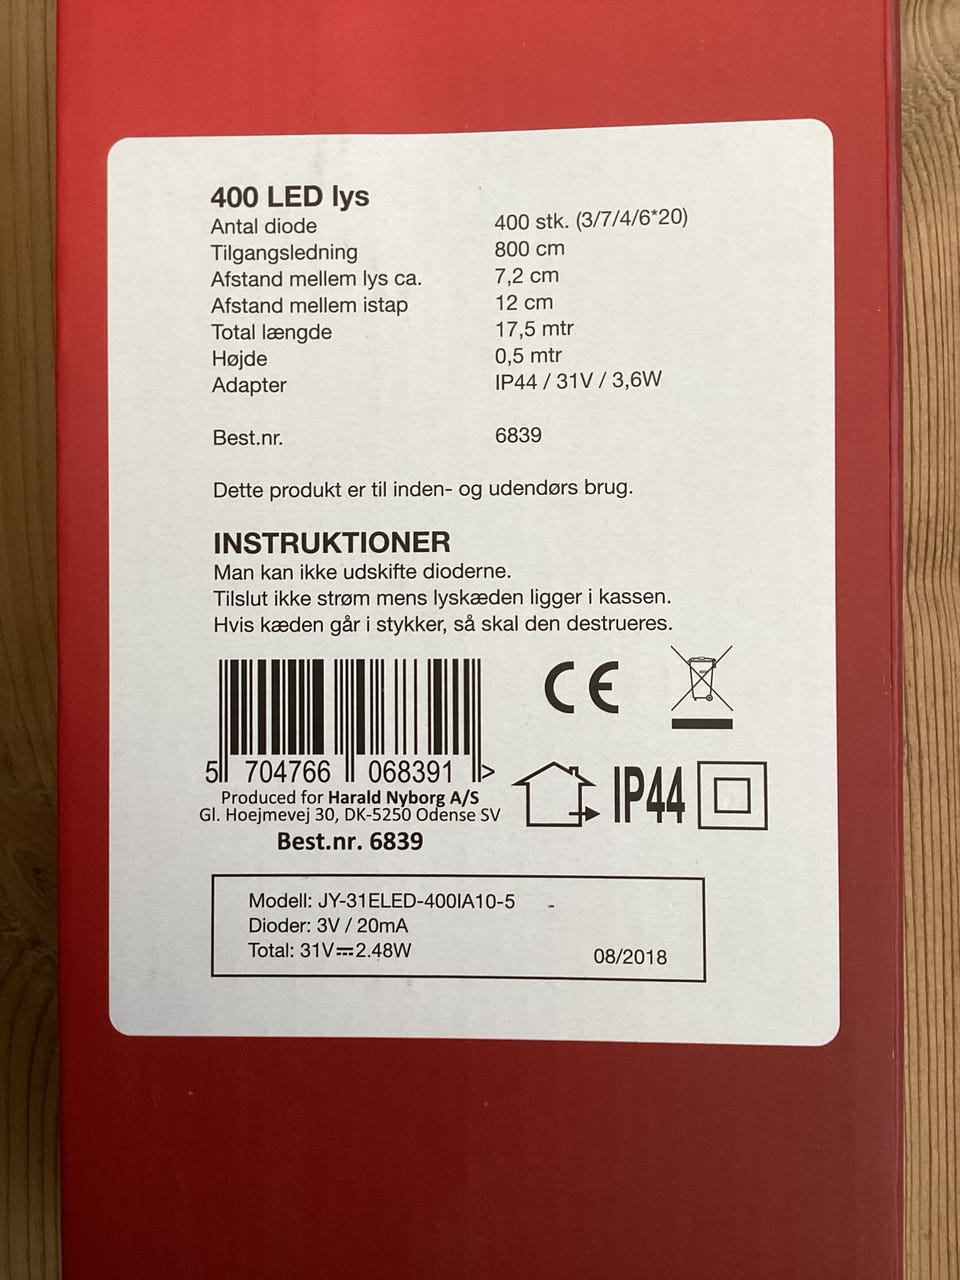 400 LED lys
Antal diode 400 stk. (3/7/4/6*20)
Tilgangsledning 800 cm
Afstand mellem lys ca. 7,2 cm
Afstand mellem istap 12 cm
Total længde 17,5 mtr
Højde 0,5 mtr
Adapter IP44 / 31V / 3,6W
Best.nr. 6839
Dette produkt er til inden- og udendørs brug.
INSTRUKTIONER
Man kan ikke udskifte dioderne.
Tilslut ikke strøm mens lyskæden ligger i kassen.
Hvis kæden går i stykker, så skal den destrueres.
CE
5 704766 068391 >
IP44
Produced for Harald Nyborg A/S
Gl. Hoejmevej 30, DK-5250 Odense SV
Best.nr. 6839
Modell: JY-31ELED-400IA10-5
Dioder: 3V / 20mA
Total: 31V⎓2.48W 08/2018